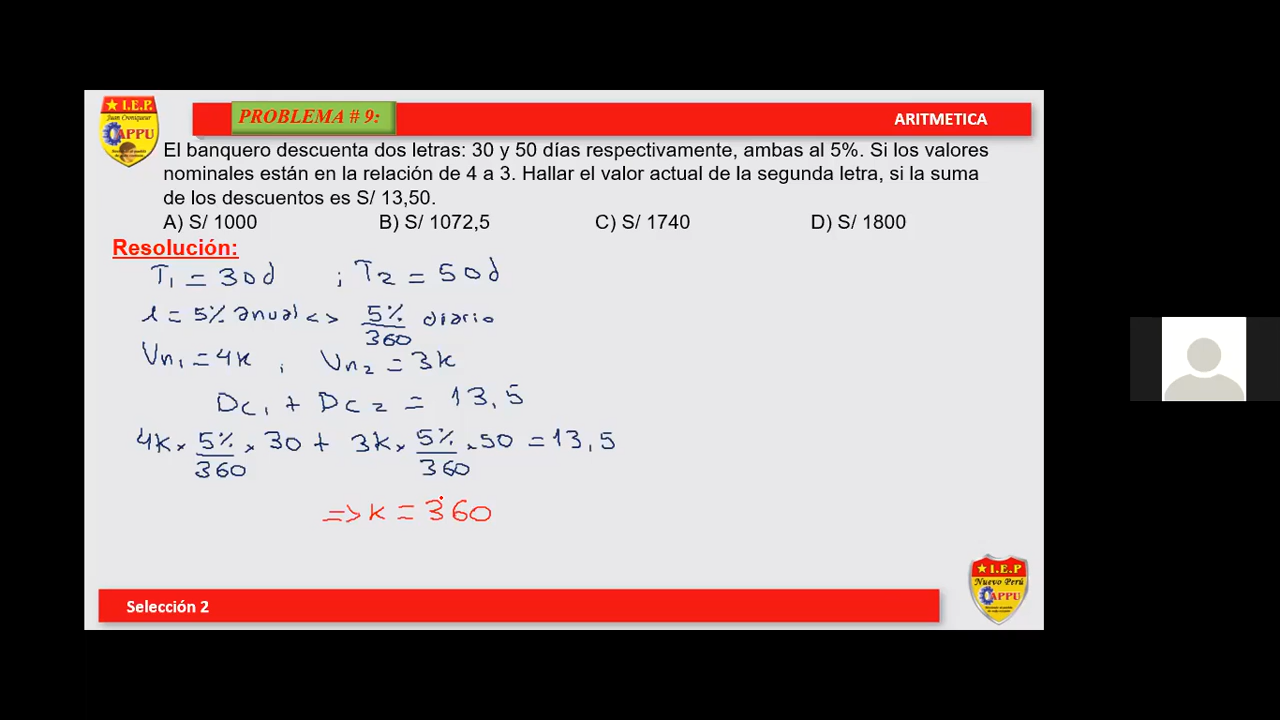 I.E.P.
Juan Croniqueur
CAPPU
PROBLEMA # 9:
ARITMETICA
El banquero descuenta dos letras: 30 y 50 días respectivamente, ambas al 5%. Si los valores
nominales están en la relación de 4 a 3. Hallar el valor actual de la segunda letra, si la suma
de los descuentos es S/ 13,50.
A) S/ 1000 B) S/ 1072,5 C) S/ 1740 D) S/ 1800
Resolución:
T1 = 30d ; T2 = 50d
i = 5% anual <> 5%/360 diario
Vn1 = 4k ; Vn2 = 3k
Dc1 + Dc2 = 13,5
4k × 5%/360 × 30 + 3k × 5%/360 × 50 = 13,5
=> k = 360
I.E.P
Nuevo Perú
CAPPU
Selección 2